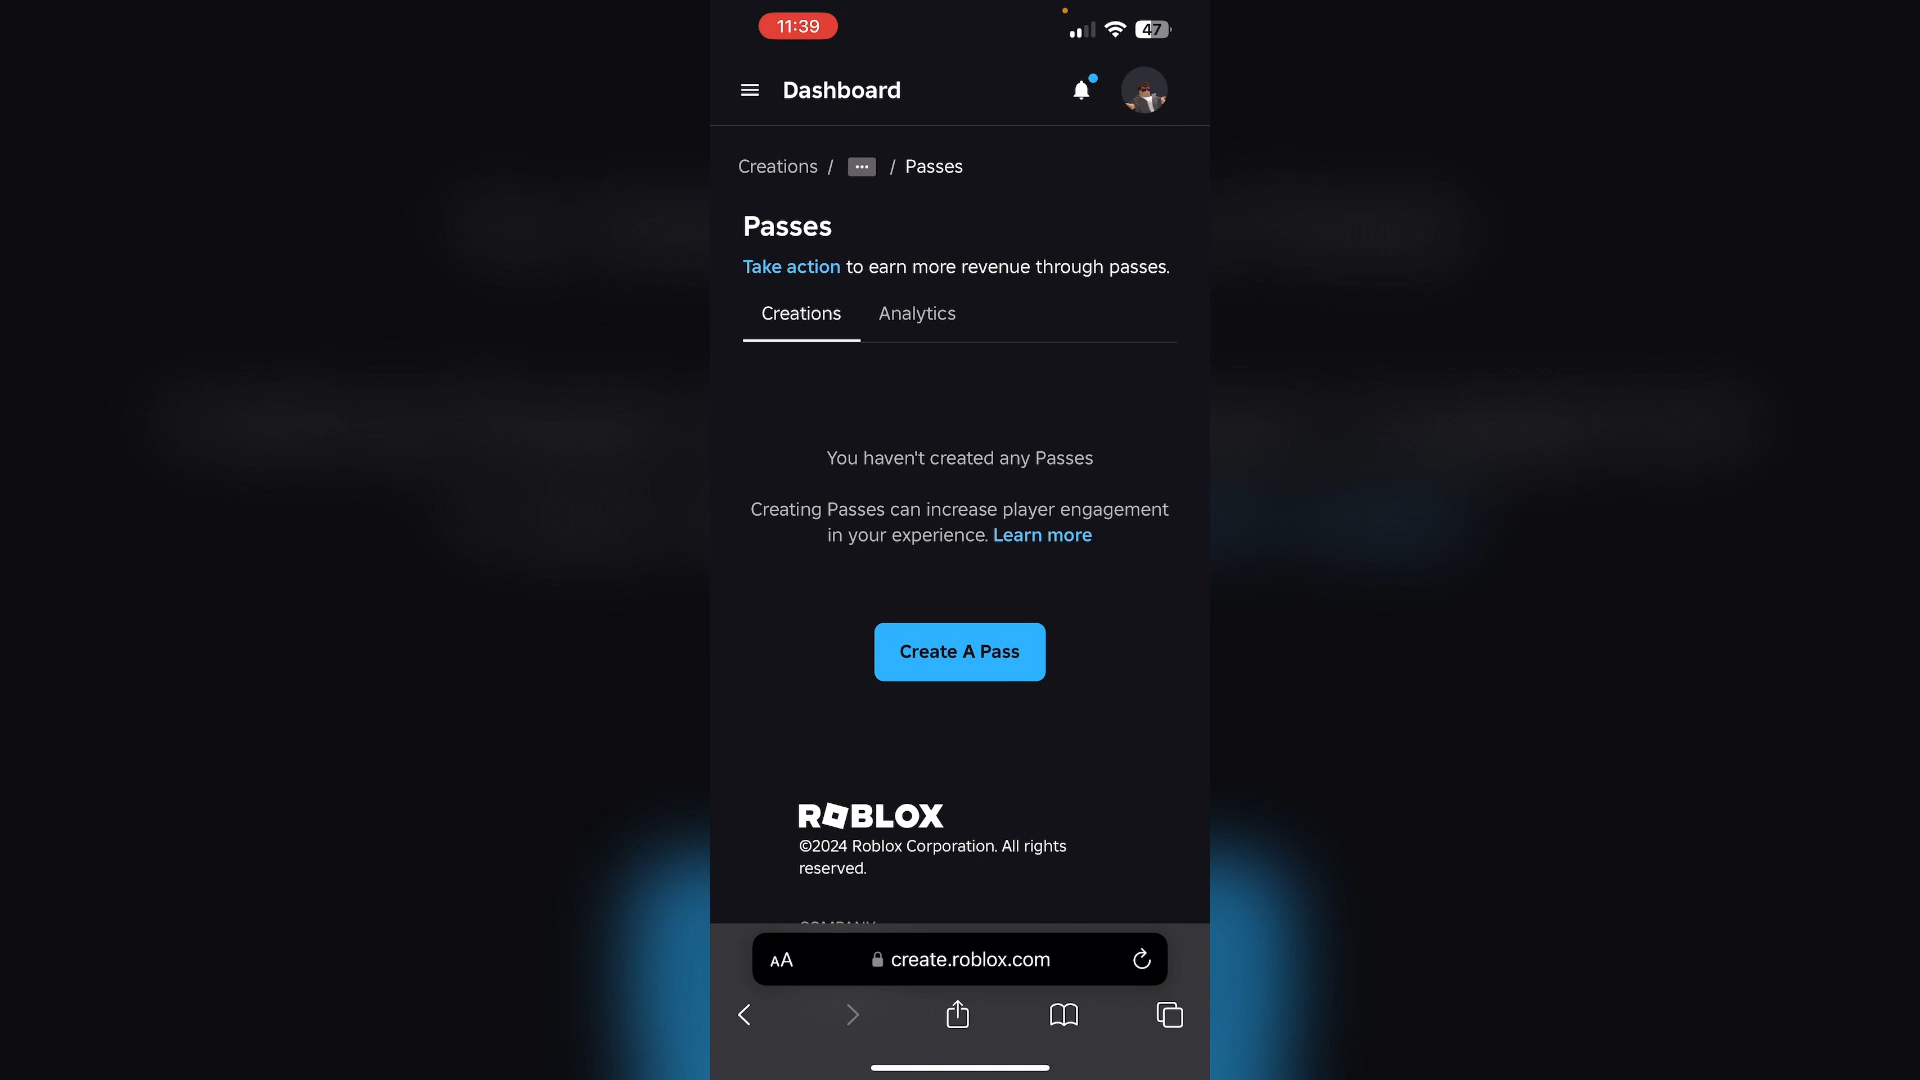 11:39
47
Dashboard
Creations / ... / Passes
Passes
Take action to earn more revenue through passes.
Creations Analytics
You haven't created any Passes
Creating Passes can increase player engagement
in your experience. Learn more
Create A Pass
ROBLOX
©2024 Roblox Corporation. All rights
reserved.
COMPANY
AA create.roblox.com